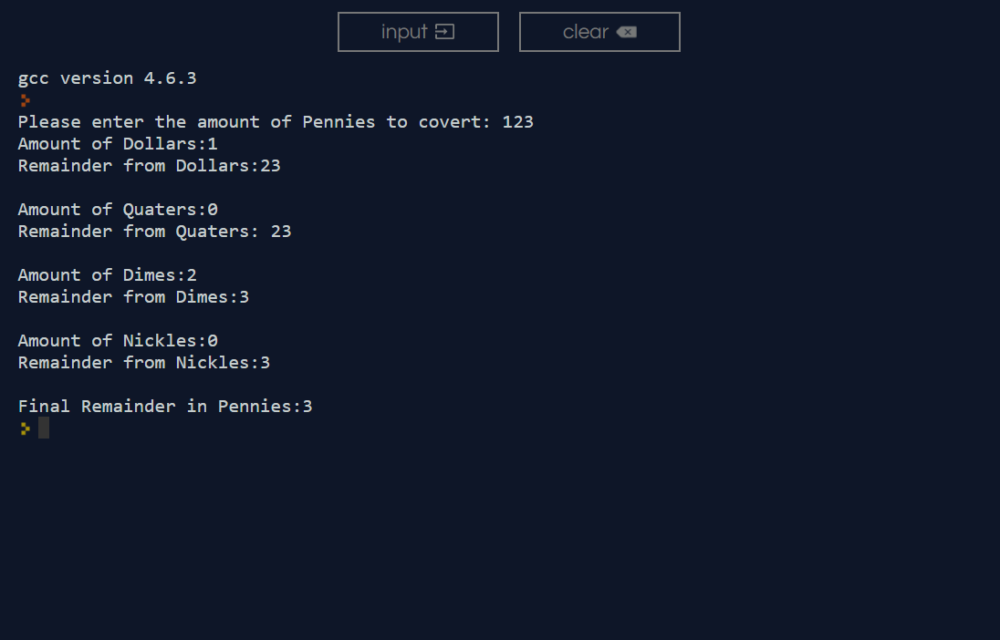 input
clear
gcc version 4.6.3
Please enter the amount of Pennies to covert: 123
Amount of Dollars:1
Remainder from Dollars:23
Amount of Quaters:0
Remainder from Quaters: 23
Amount of Dimes:2
Remainder from Dimes:3
Amount of Nickles:0
Remainder from Nickles:3
Final Remainder in Pennies:3